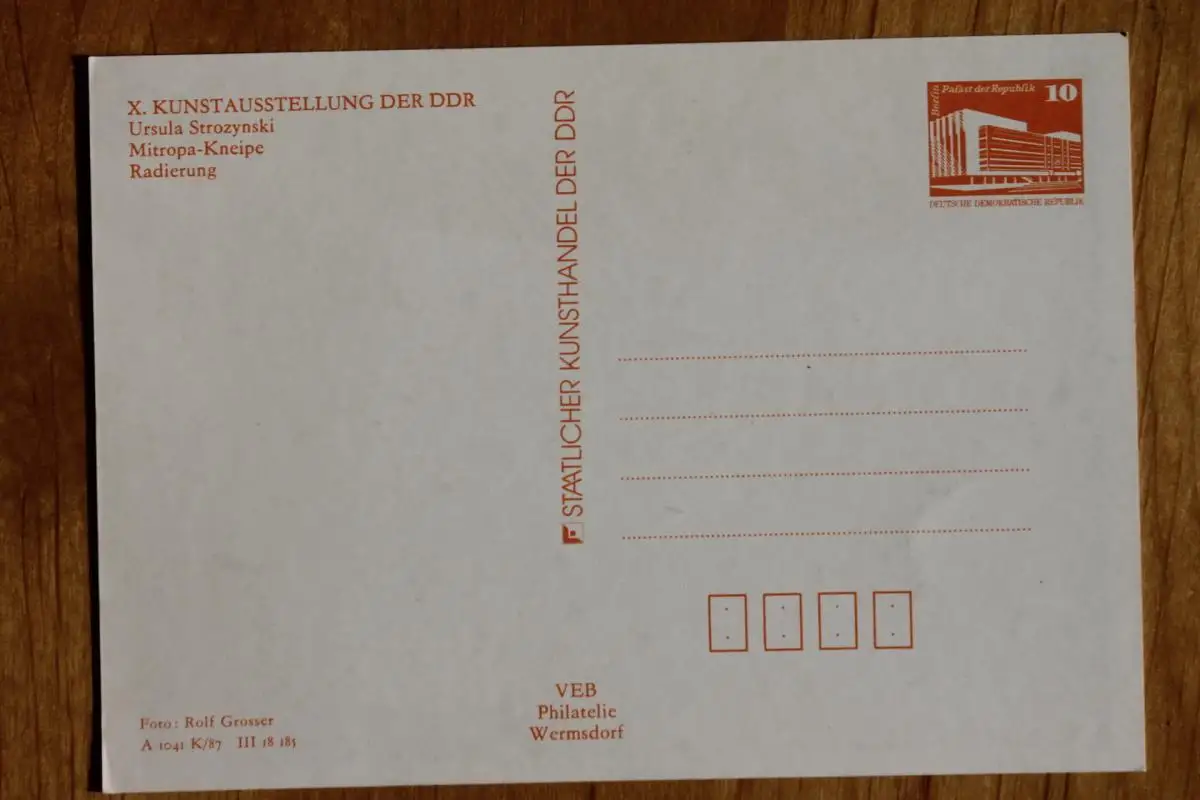 X. KUNSTAUSSTELLUNG DER DDR
Ursula Strozynski
Mitropa-Kneipe
Radierung
STAATLICHER KUNSTHANDEL DER DDR
Berlin
Palast der Republik 10
DEUTSCHE DEMOKRATISCHE REPUBLIK
Foto: Rolf Grosser
A 1041 K/87 III 18 185
VEB
Philatelie
Wermsdorf